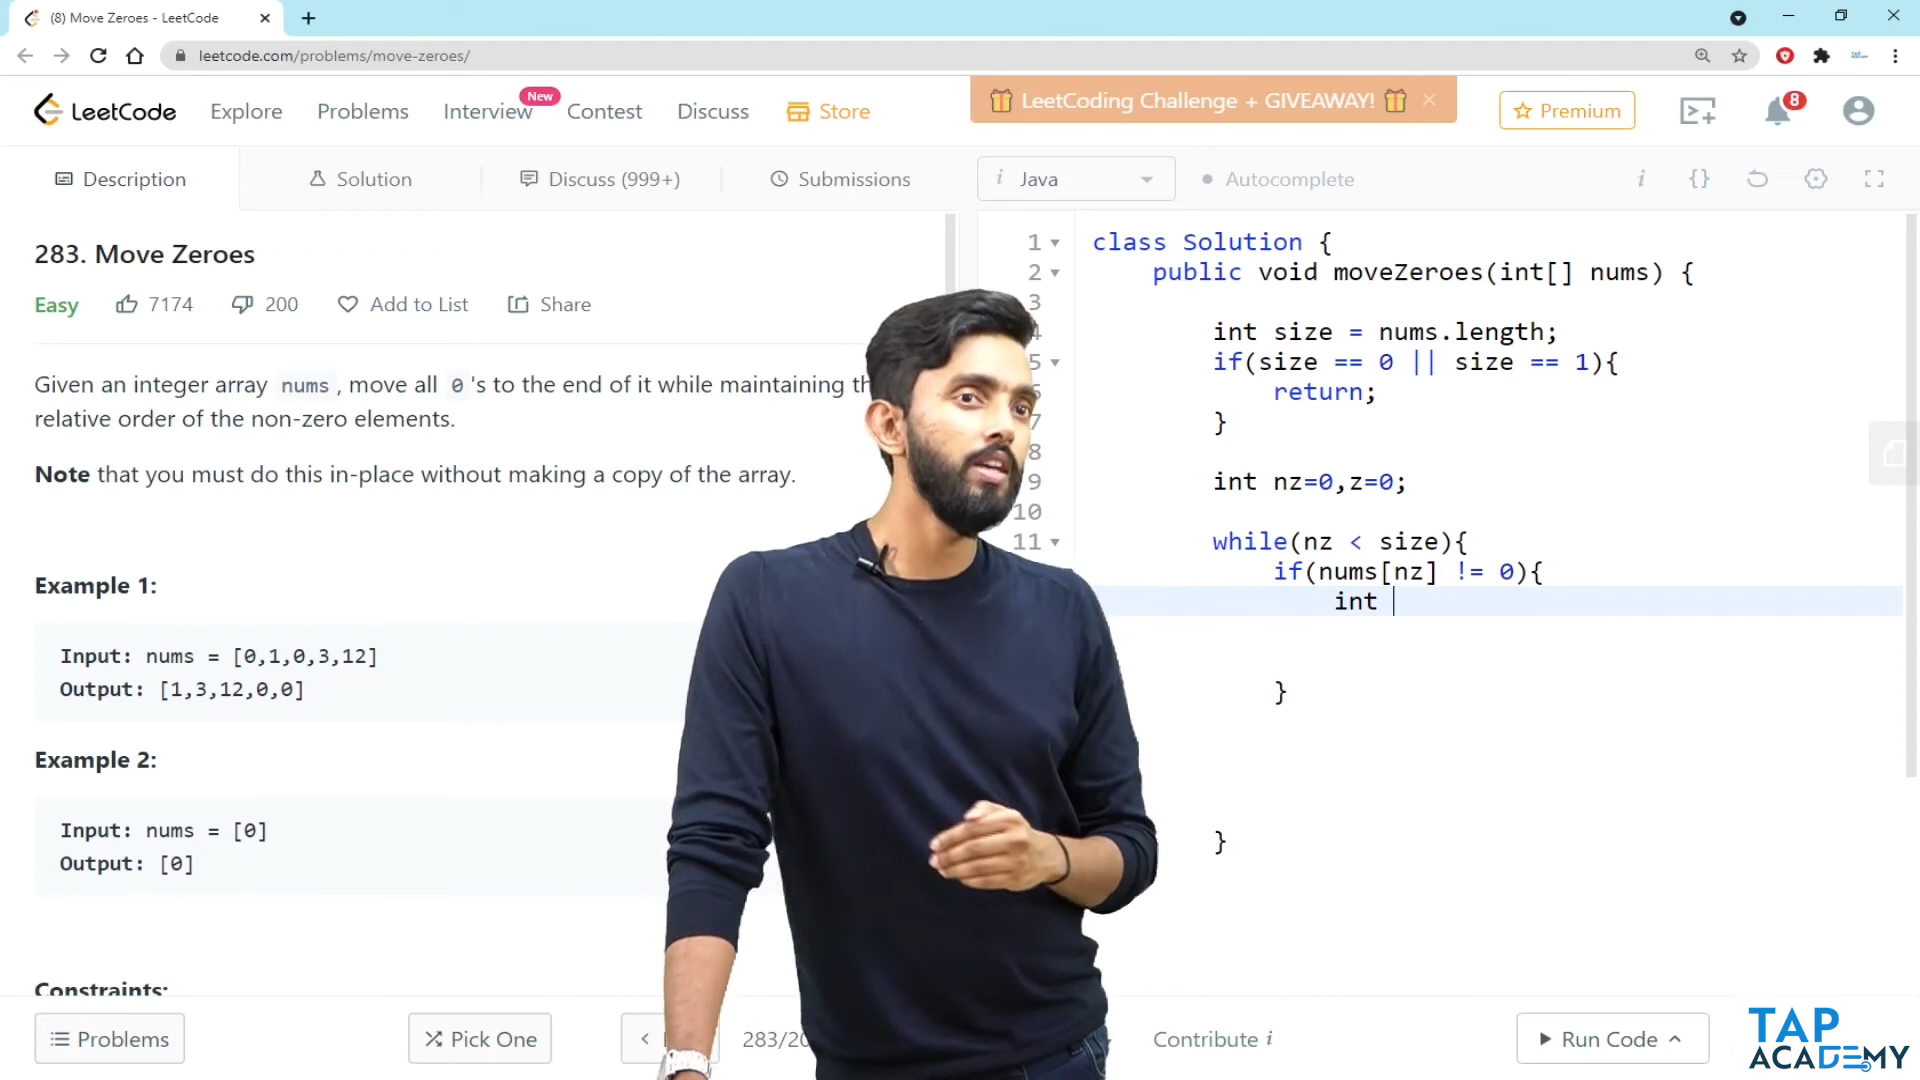 (8) Move Zeroes - LeetCode
leetcode.com/problems/move-zeroes/
LeetCode
Explore
Problems
Interview
New
Contest
Discuss
Store
LeetCoding Challenge + GIVEAWAY!
Premium
8
Description
Solution
Discuss (999+)
Submissions
i Java
Autocomplete
i
{}
283. Move Zeroes
Easy
7174
200
Add to List
Share
Given an integer array nums, move all 0's to the end of it while maintaining
relative order of the non-zero elements.
Note that you must do this in-place without making a copy of the array.
Example 1:
Input: nums = [0,1,0,3,12]
Output: [1,3,12,0,0]
Example 2:
Input: nums = [0]
Output: [0]
Constraints:
1 class Solution {
2 public void moveZeroes(int[] nums) {
3
4 int size = nums.length;
5 if(size == 0 || size == 1){
6 return;
7 }
8
9 int nz=0,z=0;
10
11 while(nz < size){
if(nums[nz] != 0){
int
}
}
Problems
Pick One
283/20
Contribute i
Run Code
TAP
ACADEMY